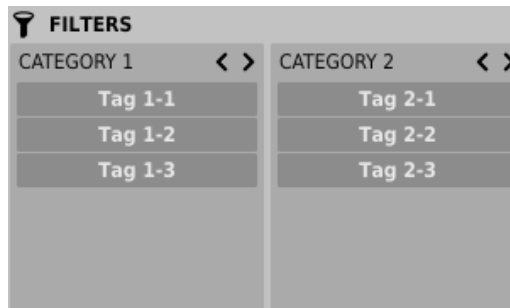 FILTERS
CATEGORY 1 < >
Tag 1-1
Tag 1-2
Tag 1-3
CATEGORY 2 < >
Tag 2-1
Tag 2-2
Tag 2-3